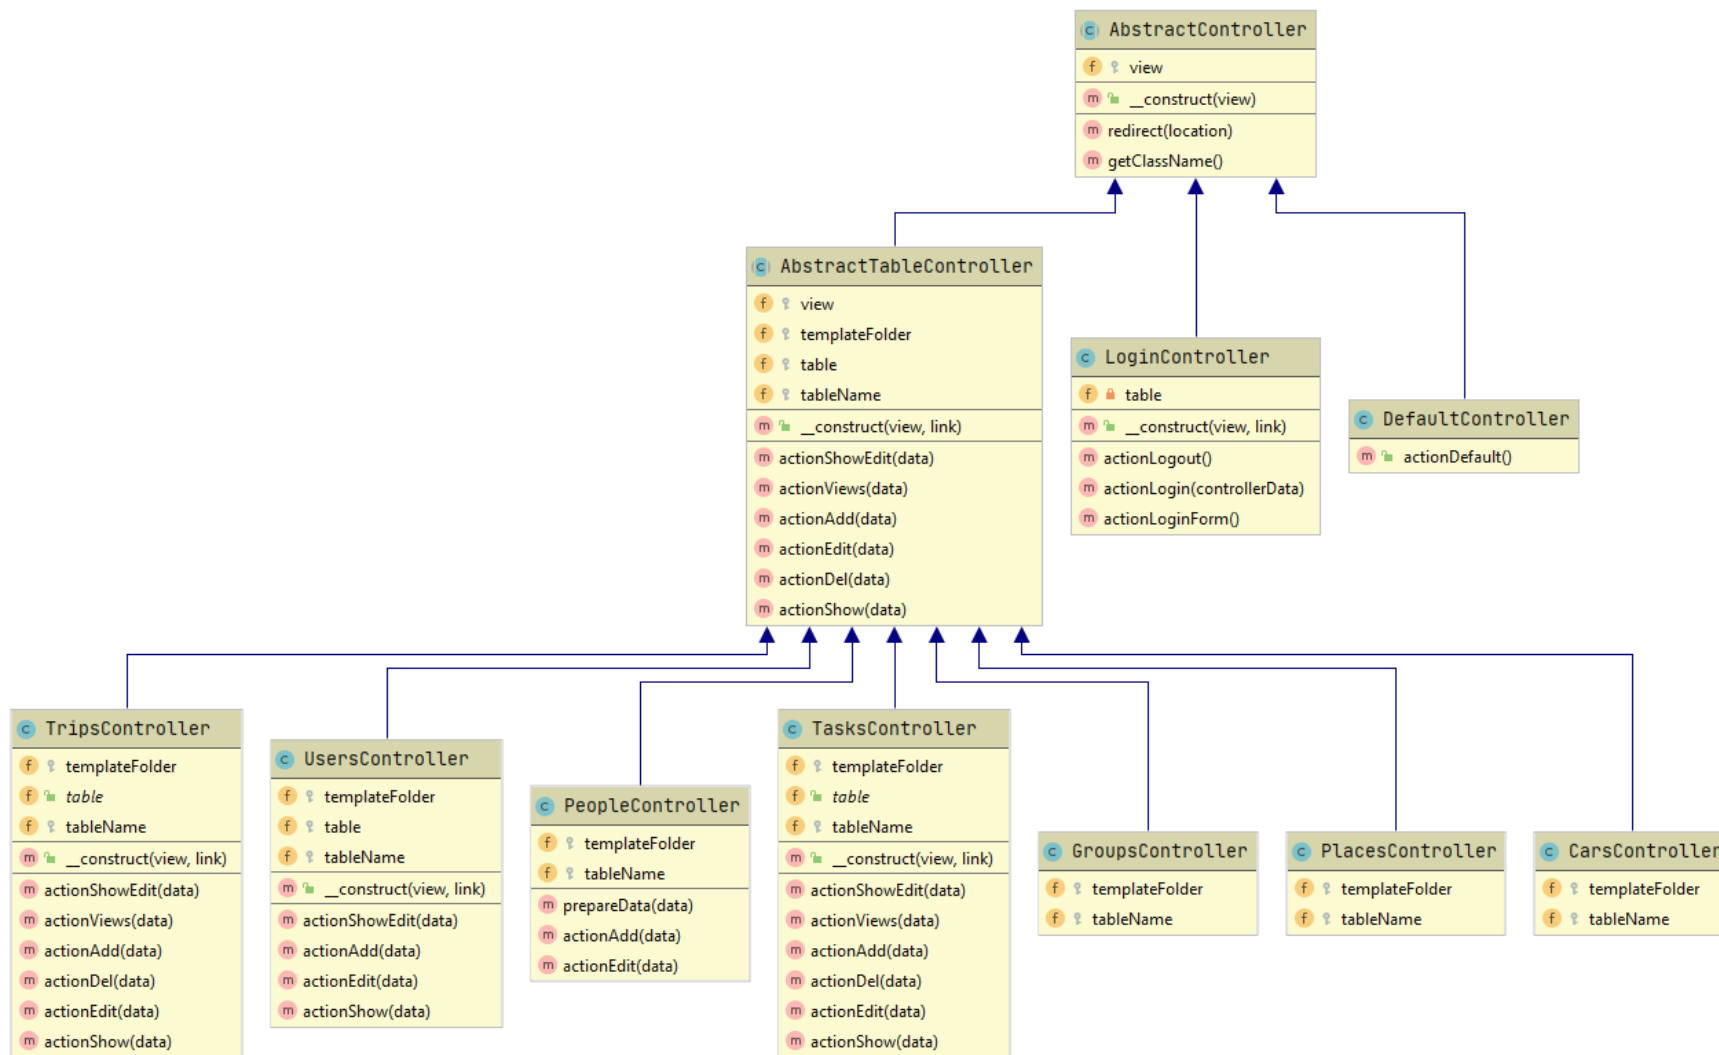 AbstractController
view
__construct(view)
redirect(location)
getClassName()
AbstractTableController
view
templateFolder
table
tableName
__construct(view, link)
actionShowEdit(data)
actionViews(data)
actionAdd(data)
actionEdit(data)
actionDel(data)
actionShow(data)
LoginController
table
__construct(view, link)
actionLogout()
actionLogin(controllerData)
actionLoginForm()
DefaultController
actionDefault()
TripsController
templateFolder
table
tableName
__construct(view, link)
actionShowEdit(data)
actionViews(data)
actionAdd(data)
actionDel(data)
actionEdit(data)
actionShow(data)
UsersController
templateFolder
table
tableName
__construct(view, link)
actionShowEdit(data)
actionAdd(data)
actionEdit(data)
actionShow(data)
PeopleController
templateFolder
tableName
prepareData(data)
actionAdd(data)
actionEdit(data)
TasksController
templateFolder
table
tableName
__construct(view, link)
actionShowEdit(data)
actionViews(data)
actionAdd(data)
actionDel(data)
actionEdit(data)
actionShow(data)
GroupsController
templateFolder
tableName
PlacesController
templateFolder
tableName
CarsController
templateFolder
tableName